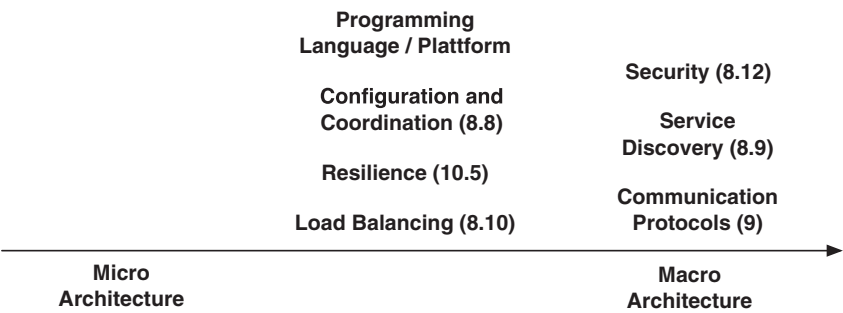 Programming
Language / Plattform
Configuration and
Coordination (8.8)
Resilience (10.5)
Load Balancing (8.10)
Security (8.12)
Service
Discovery (8.9)
Communication
Protocols (9)
Micro
Architecture
Macro
Architecture